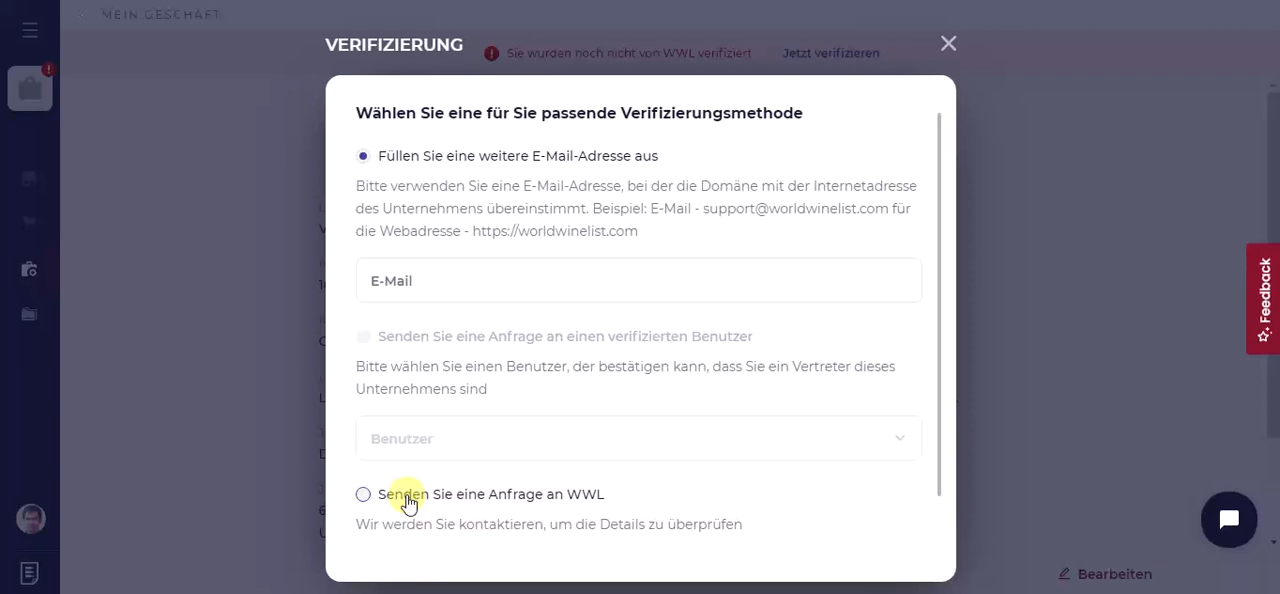 MEIN GESCHÄFT
VERIFIZIERUNG
Sie wurden noch nicht von WWL verifiziert
Jetzt verifizieren
Wählen Sie eine für Sie passende Verifizierungsmethode
Füllen Sie eine weitere E-Mail-Adresse aus
Bitte verwenden Sie eine E-Mail-Adresse, bei der die Domäne mit der Internetadresse
des Unternehmens übereinstimmt. Beispiel: E-Mail - support@worldwinelist.com für
die Webadresse - https://worldwinelist.com
E-Mail
Senden Sie eine Anfrage an einen verifizierten Benutzer
Bitte wählen Sie einen Benutzer, der bestätigen kann, dass Sie ein Vertreter dieses
Unternehmens sind
Benutzer
Senden Sie eine Anfrage an WWL
Wir werden Sie kontaktieren, um die Details zu überprüfen
Feedback
Bearbeiten